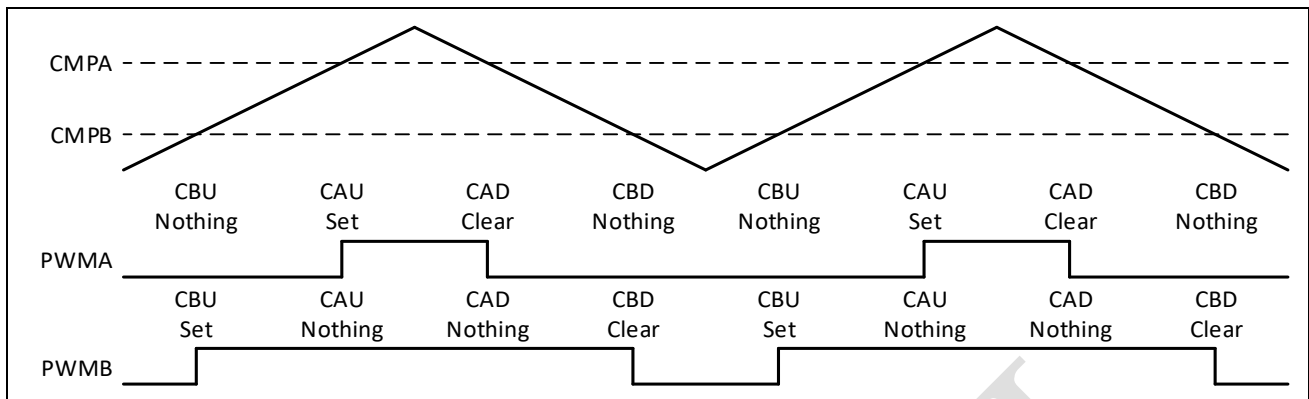 CMPA
CMPB
CBU CAU CAD CBD CBU CAU CAD CBD
Nothing Set Clear Nothing Nothing Set Clear Nothing
PWMA
CBU CAU CAD CBD CBU CAU CAD CBD
Set Nothing Nothing Clear Set Nothing Nothing Clear
PWMB